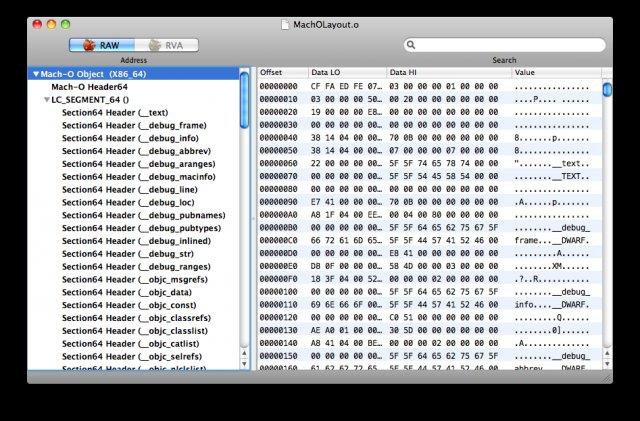 MachOLayout.o
RAW RVA
Address Search
Mach-O Object (X86_64)
Mach-O Header64
LC_SEGMENT_64 ()
Section64 Header (__text)
Section64 Header (__debug_frame)
Section64 Header (__debug_info)
Section64 Header (__debug_abbrev)
Section64 Header (__debug_aranges)
Section64 Header (__debug_macinfo)
Section64 Header (__debug_line)
Section64 Header (__debug_loc)
Section64 Header (__debug_pubnames)
Section64 Header (__debug_pubtypes)
Section64 Header (__debug_inlined)
Section64 Header (__debug_str)
Section64 Header (__debug_ranges)
Section64 Header (__objc_msgrefs)
Section64 Header (__objc_data)
Section64 Header (__objc_const)
Section64 Header (__objc_classrefs)
Section64 Header (__objc_classlist)
Section64 Header (__objc_catlist)
Section64 Header (__objc_selrefs)
Section64 Header (__objc_nlclslist)
Offset Data LO Data HI Value
00000000 CF FA ED FE 07… 03 00 00 00 01 00 00 00 ................
00000010 03 00 00 00 50… 00 20 00 00 00 00 00 00 ....P.... ......
00000020 19 00 00 00 E8… 00 00 00 00 00 00 00 00 ................
00000030 00 00 00 00 00… 00 00 00 00 00 00 00 00 ................
00000040 38 14 04 00 00… 70 0B 00 00 00 00 00 00 8.......p.......
00000050 38 14 04 00 00… 07 00 00 00 07 00 00 00 8...............
00000060 22 00 00 00 00… 5F 5F 74 65 78 74 00 00 ".......__text..
00000070 00 00 00 00 00… 5F 5F 54 45 58 54 00 00 ........__TEXT..
00000080 00 00 00 00 00… 00 00 00 00 00 00 00 00 ................
00000090 E7 41 00 00 00… 70 0B 00 00 00 00 00 00 .A......p.......
000000A0 A8 1F 04 00 EE… 00 04 00 80 00 00 00 00 ................
000000B0 00 00 00 00 00… 5F 5F 64 65 62 75 67 5F ........__debug_
000000C0 66 72 61 6D 65… 5F 5F 44 57 41 52 46 00 frame...__DWARF.
000000D0 00 00 00 00 00… E8 41 00 00 00 00 00 00 .........A......
000000E0 D8 0F 00 00 00… 58 4D 00 00 03 00 00 00 ........XM......
000000F0 18 3F 04 00 52… 00 00 00 02 00 00 00 00 .?..R...........
00000100 00 00 00 00 00… 5F 5F 64 65 62 75 67 5F ........__debug_
00000110 69 6E 66 6F 00… 5F 5F 44 57 41 52 46 00 info....__DWARF.
00000120 00 00 00 00 00… C0 51 00 00 00 00 00 00 .........Q......
00000130 AE A0 01 00 00… 30 5D 00 00 00 00 00 00 ........0]......
00000140 A8 41 04 00 BE… 00 00 00 02 00 00 00 00 .A..............
00000150 00 00 00 00 00… 5F 5F 64 65 62 75 67 5F ........__debug_
00000160 61 62 62 72 65… 5F 5F 44 57 41 52 46 00 abbrev..__DWARF.